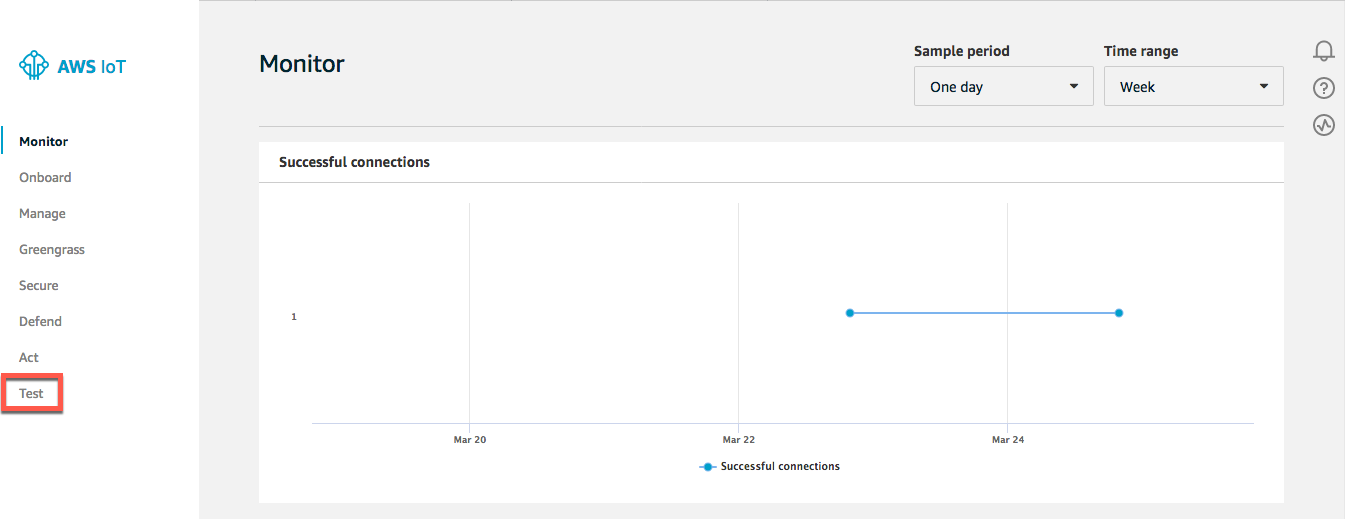 AWS IoT
Monitor
Onboard
Manage
Greengrass
Secure
Defend
Act
Test
Monitor
Sample period
One day
Time range
Week
Successful connections
1
Mar 20
Mar 22
Mar 24
Successful connections